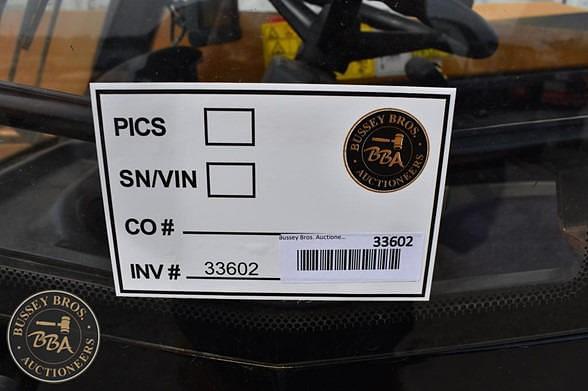 PICS
SN/VIN
CO #
INV # 33602
Bussey Bros. Auctione...
33602
BUSSEY BROS.
BBA
AUCTIONEERS
BUSSEY BROS.
BBA
AUCTIONEERS